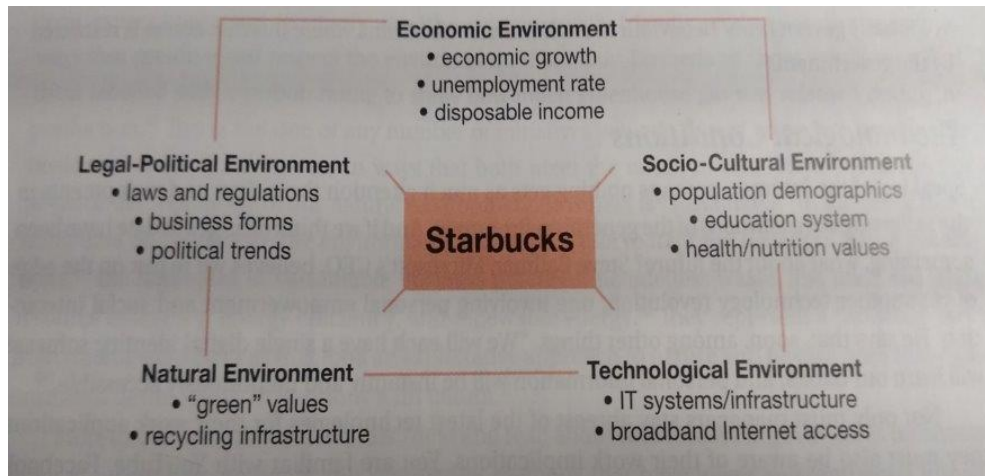 Economic Environment
• economic growth
• unemployment rate
• disposable income
Legal-Political Environment
• laws and regulations
• business forms
• political trends
Socio-Cultural Environment
• population demographics
• education system
• health/nutrition values
Starbucks
Natural Environment
• “green” values
• recycling infrastructure
Technological Environment
• IT systems/infrastructure
• broadband Internet access